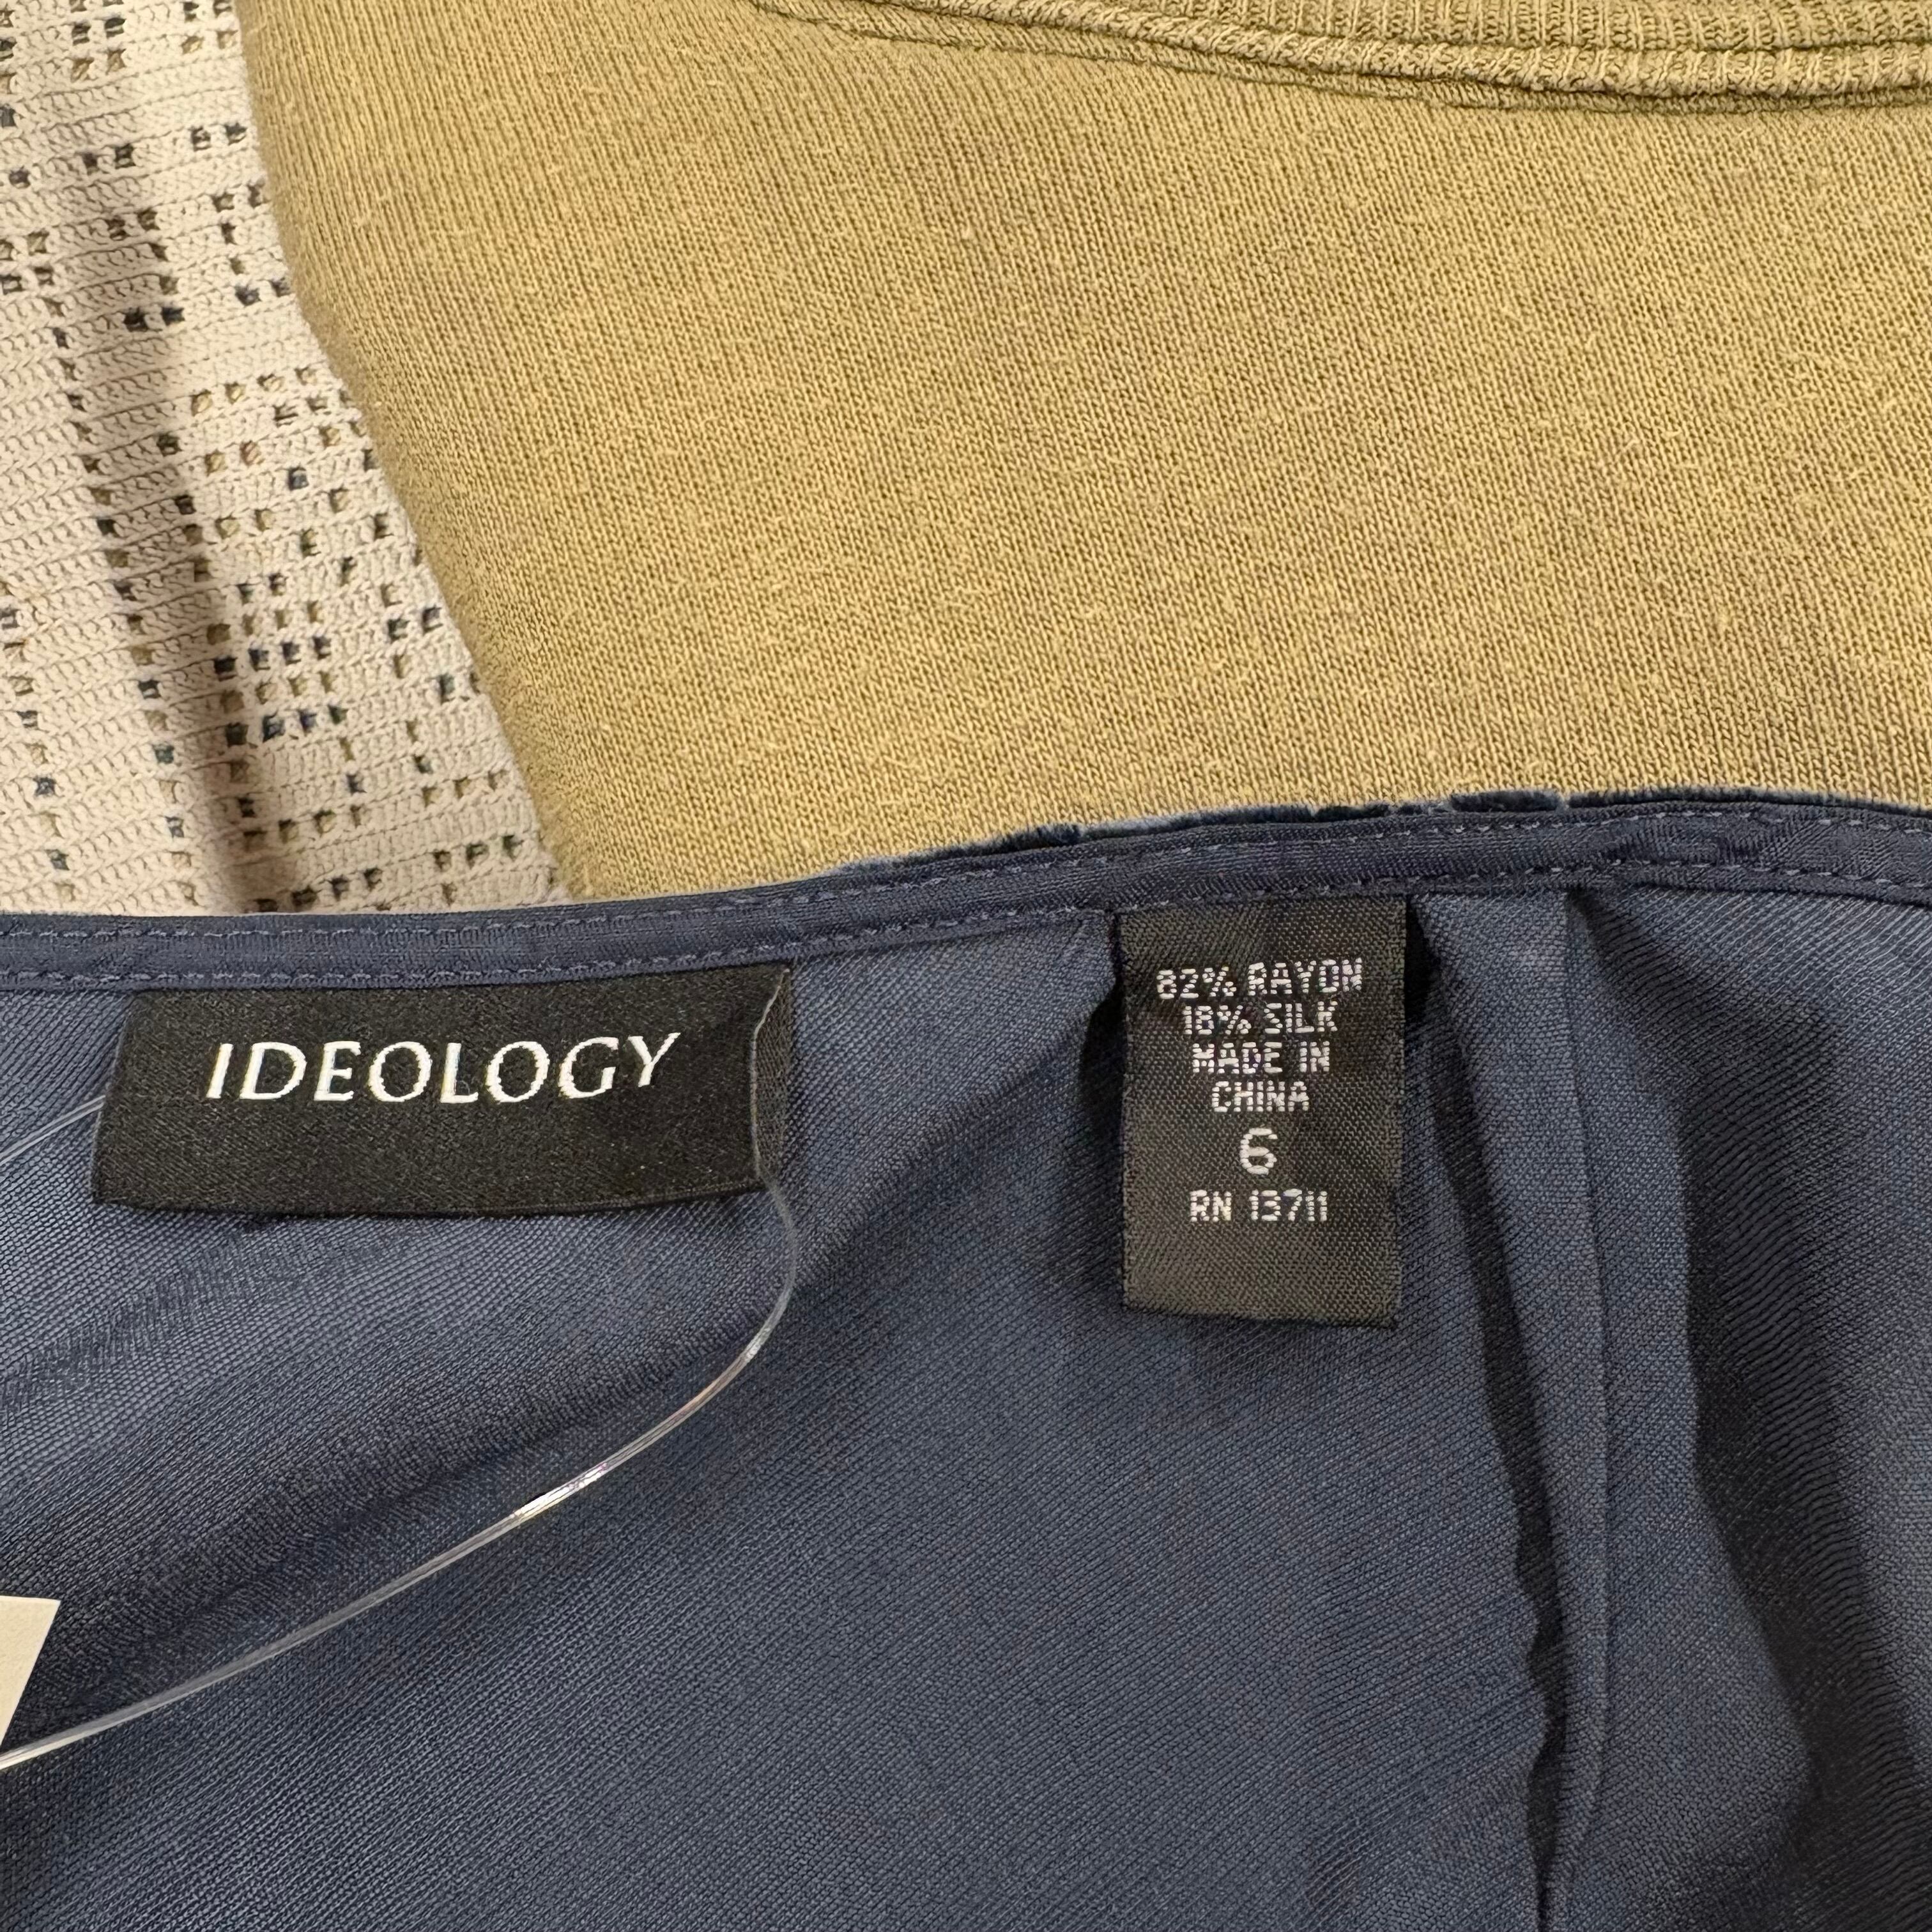 IDEOLOGY
82% RAYON
18% SILK
MADE IN
CHINA
6
RN 13711